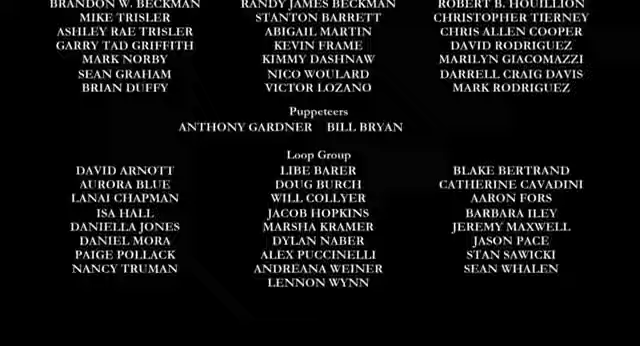 BRANDON W. BECKMAN RANDY JAMES BECKMAN ROBERT B. HOUILLION
MIKE TRISLER STANTON BARRETT CHRISTOPHER TIERNEY
ASHLEY RAE TRISLER ABIGAIL MARTIN CHRIS ALLEN COOPER
GARRY TAD GRIFFITH KEVIN FRAME DAVID RODRIGUEZ
MARK NORBY KIMMY DASHNAW MARILYN GIACOMAZZI
SEAN GRAHAM NICO WOULARD DARRELL CRAIG DAVIS
BRIAN DUFFY VICTOR LOZANO MARK RODRIGUEZ
Puppeteers
ANTHONY GARDNER BILL BRYAN
Loop Group
DAVID ARNOTT LIBE BARER BLAKE BERTRAND
AURORA BLUE DOUG BURCH CATHERINE CAVADINI
LANAI CHAPMAN WILL COLLYER AARON FORS
ISA HALL JACOB HOPKINS BARBARA ILEY
DANIELLA JONES MARSHA KRAMER JEREMY MAXWELL
DANIEL MORA DYLAN NABER JASON PACE
PAIGE POLLACK ALEX PUCCINELLI STAN SAWICKI
NANCY TRUMAN ANDREANA WEINER SEAN WHALEN
LENNON WYNN